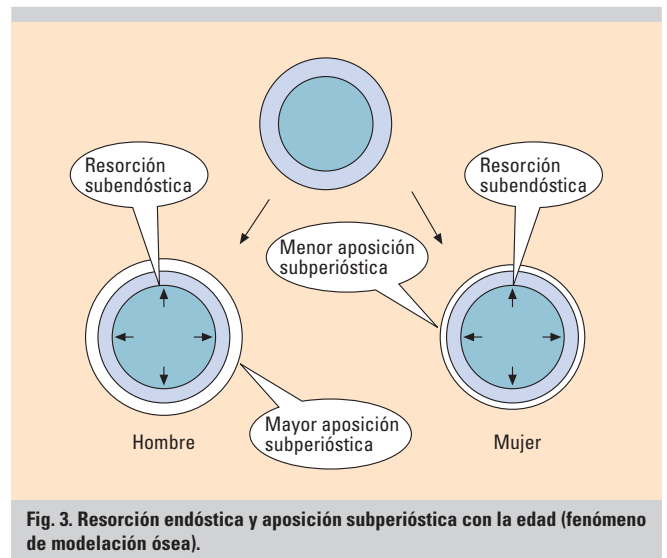 Resorción
subendóstica
Resorción
subendóstica
Menor aposición
subperióstica
Mayor aposición
subperióstica
Hombre
Mujer
Fig. 3. Resorción endóstica y aposición subperióstica con la edad (fenómeno
de modelación ósea).